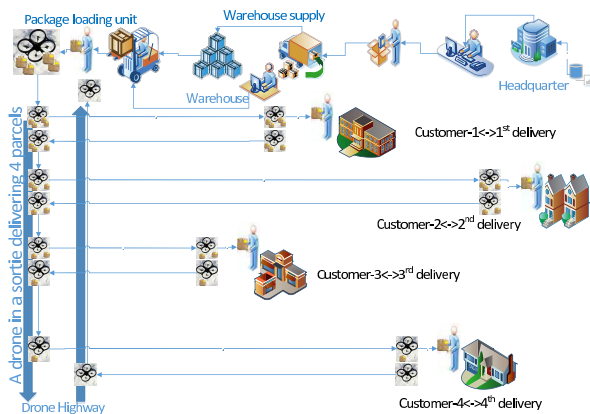 Package loading unit
Warehouse supply
Warehouse
Headquarter
A drone in a sortie delivering 4 parcels
Customer-1<->1st delivery
Customer-2<->2nd delivery
Customer-3<->3rd delivery
Customer-4<->4th delivery
Drone Highway